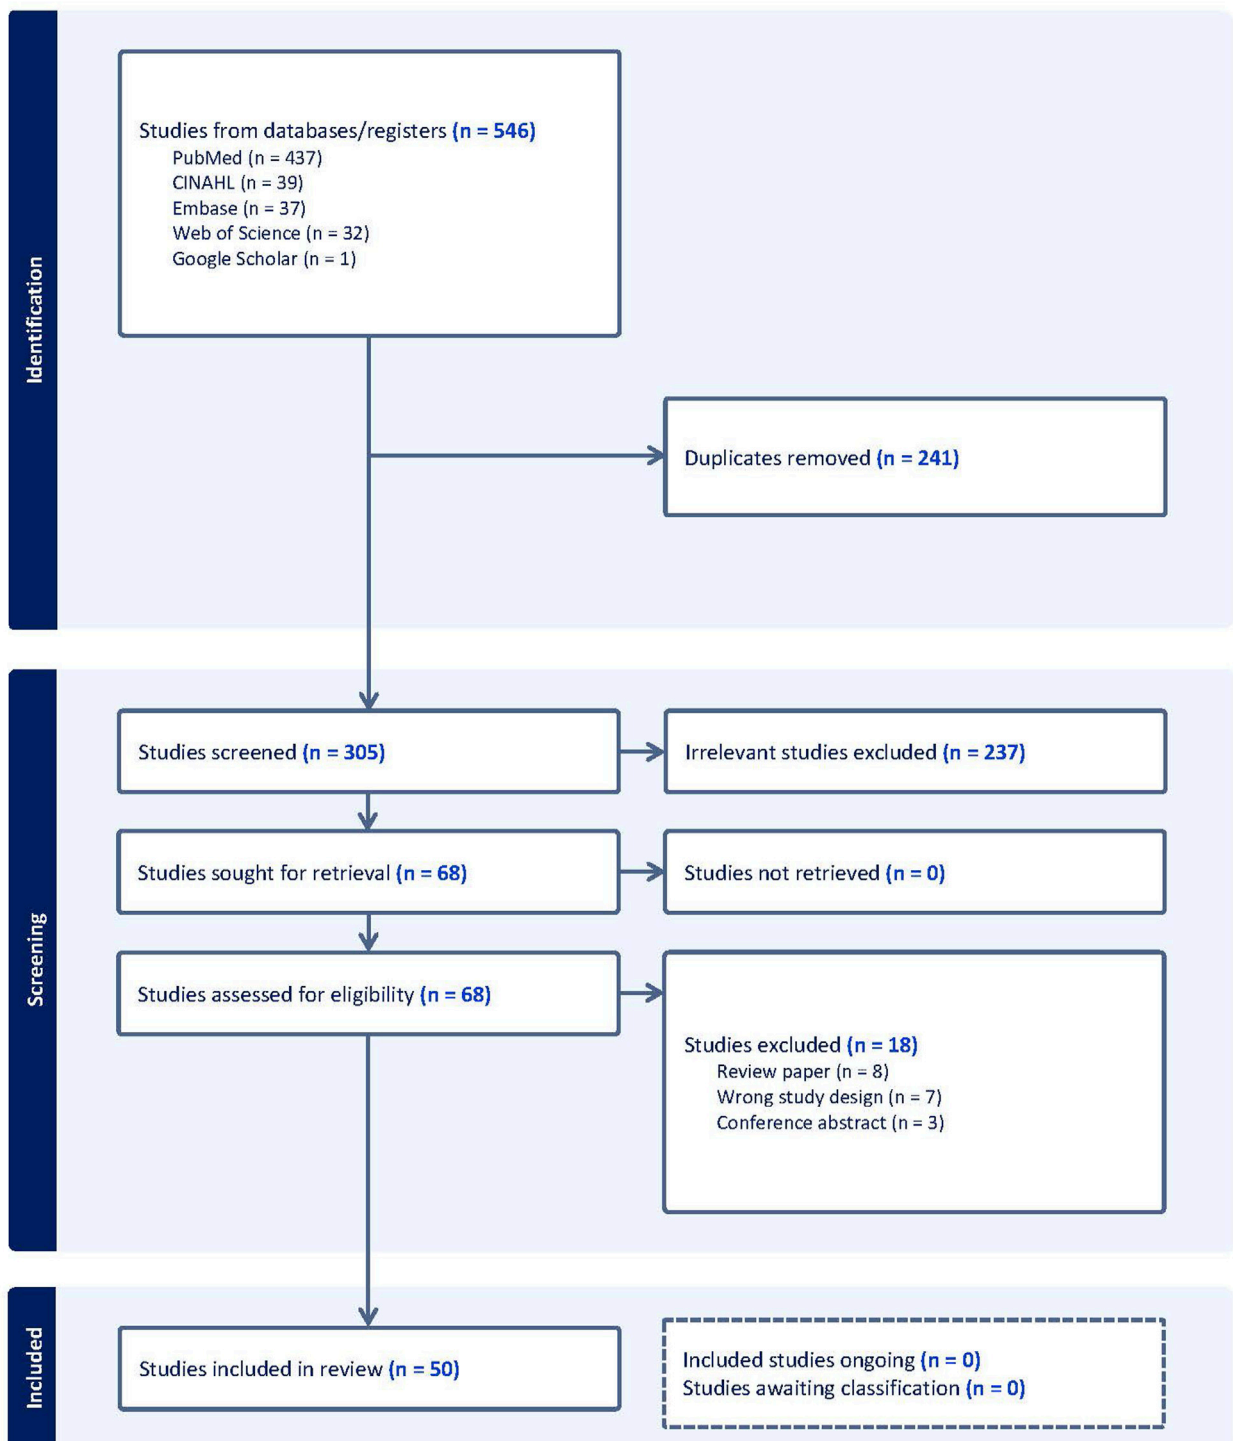 Identification
Studies from databases/registers (n = 546)
PubMed (n = 437)
CINAHL (n = 39)
Embase (n = 37)
Web of Science (n = 32)
Google Scholar (n = 1)
Duplicates removed (n = 241)
Screening
Studies screened (n = 305)
Irrelevant studies excluded (n = 237)
Studies sought for retrieval (n = 68)
Studies not retrieved (n = 0)
Studies assessed for eligibility (n = 68)
Studies excluded (n = 18)
Review paper (n = 8)
Wrong study design (n = 7)
Conference abstract (n = 3)
Included
Studies included in review (n = 50)
Included studies ongoing (n = 0)
Studies awaiting classification (n = 0)